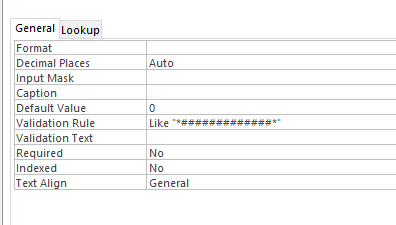 General Lookup
Format
Decimal Places Auto
Input Mask
Caption
Default Value 0
Validation Rule Like "*#############*"
Validation Text
Required No
Indexed No
Text Align General